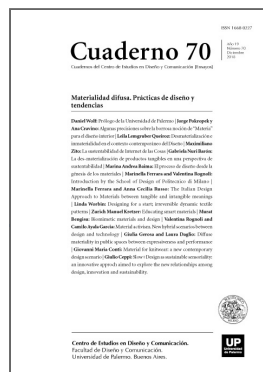 ISSN 1668-0227
Año 19
Número 70
Diciembre
2018
Cuaderno 70
Cuadernos del Centro de Estudios en Diseño y Comunicación [Ensayos]
Materialidad difusa. Prácticas de diseño y
tendencias
Daniel Wolf: Prólogo de la Universidad de Palermo | Jorge Pokropek y
Ana Cravino: Algunas precisiones sobre la borrosa noción de "Materia"
para el diseño interior | Leila Lemgruber Queiroz: Desmaterialización e
inmaterialidad en el contexto contemporáneo del Diseño | Maximiliano
Zito: La sustentabilidad de Internet de las Cosas | Gabriela Nuri Barón:
La des-materialización de productos tangibles en una perspectiva de
sustentabilidad | Marina Andrea Baima: El proceso de diseño desde la
génesis de los materiales | Marinella Ferrara and Valentina Rognoli:
Introduction by the School of Design of Politecnico di Milano |
Marinella Ferrara and Anna Cecilia Russo: The Italian Design
Approach to Materials between tangible and intangible meanings
| Linda Worbin: Designing for a start; irreversible dynamic textile
patterns | Zurich Manuel Kretzer: Educating smart materials | Murat
Bengisu: Biomimetic materials and design | Valentina Rognoli and
Camilo Ayala García: Material activism. New hybrid scenarios between
design and technology | Giulia Gerosa and Laura Daglio: Diffuse
materiality in public spaces between expressiveness and performance
| Giovanni Maria Conti: Material for knitwear: a new contemporary
design scenario | Giulio Ceppi: Slow+ Design as sustainable sensoriality:
an innovative approach aimed to explore the new relationships among
design, innovation and sustainability.
Centro de Estudios en Diseño y Comunicación.
Facultad de Diseño y Comunicación.
Universidad de Palermo. Buenos Aires.
UP
Universidad
de Palermo